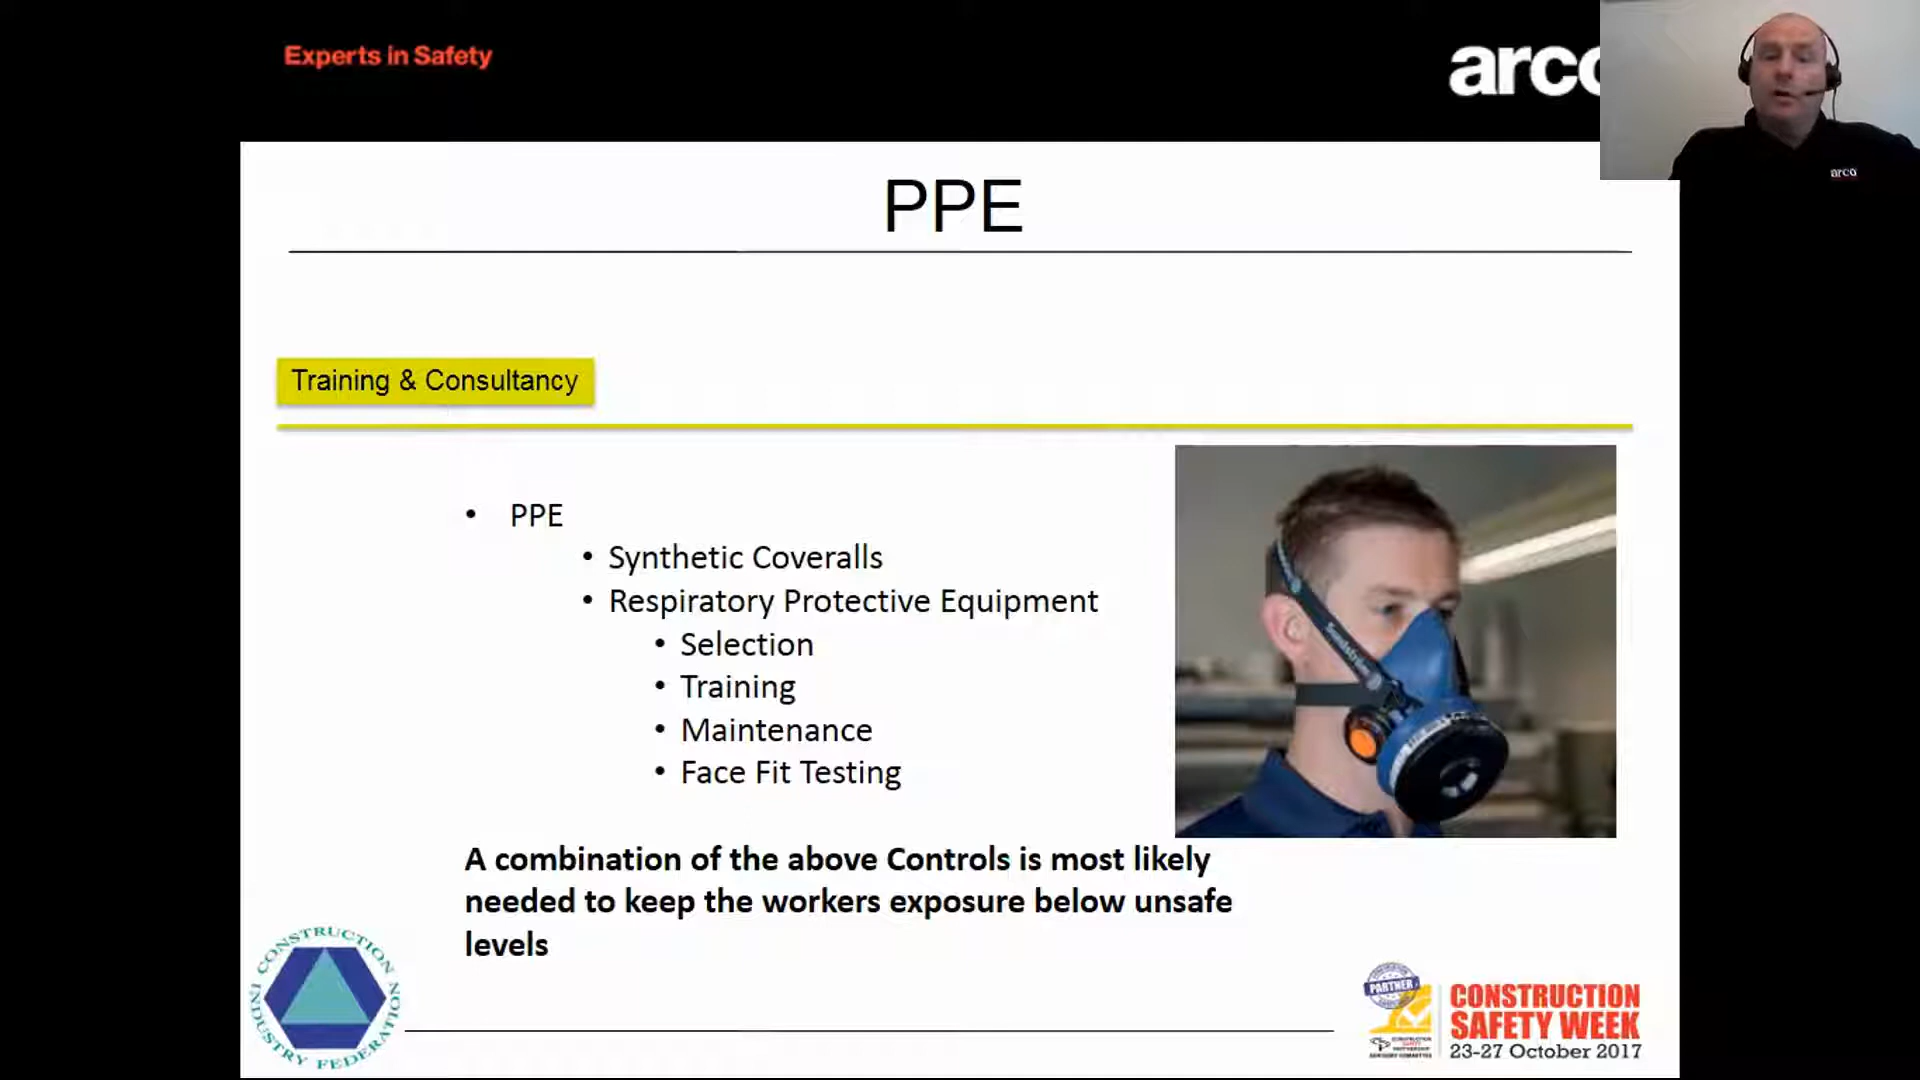 Experts in Safety
arco
arco
PPE
Training & Consultancy
• PPE
• Synthetic Coveralls
• Respiratory Protective Equipment
• Selection
• Training
• Maintenance
• Face Fit Testing
Sundström
A combination of the above Controls is most likely
needed to keep the workers exposure below unsafe
levels
CONSTRUCTION INDUSTRY FEDERATION
PARTNER
CONSTRUCTION
SAFETY WEEK
23-27 October 2017